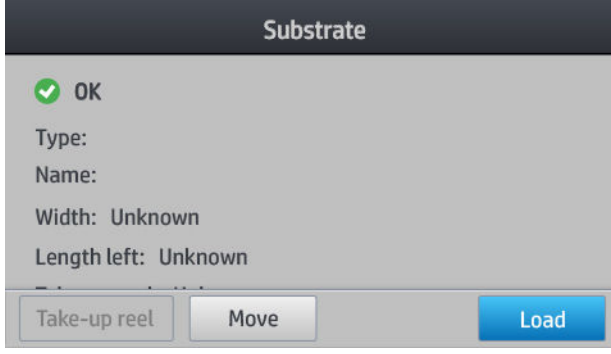 Substrate
OK
Type:
Name:
Width: Unknown
Length left: Unknown
Take-up reel
Move
Load